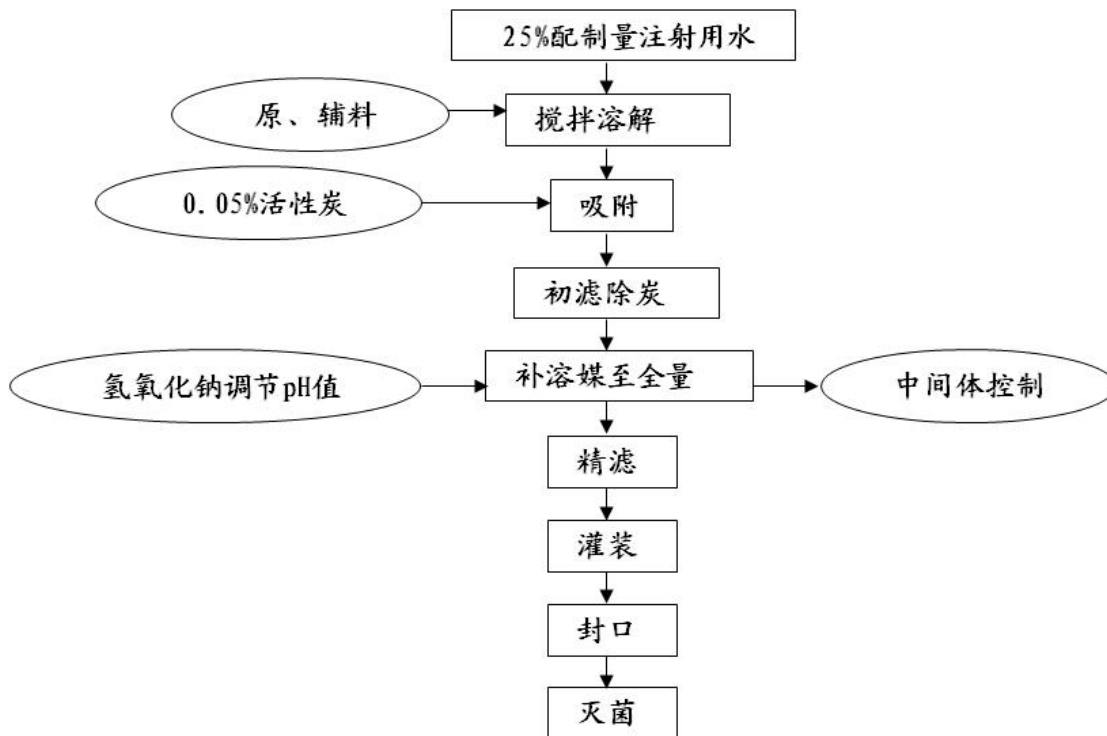 25%配制量注射用水
原、辅料
搅拌溶解
0.05%活性炭
吸附
初滤除炭
氢氧化钠调节pH值
补溶媒至全量
中间体控制
精滤
灌装
封口
灭菌